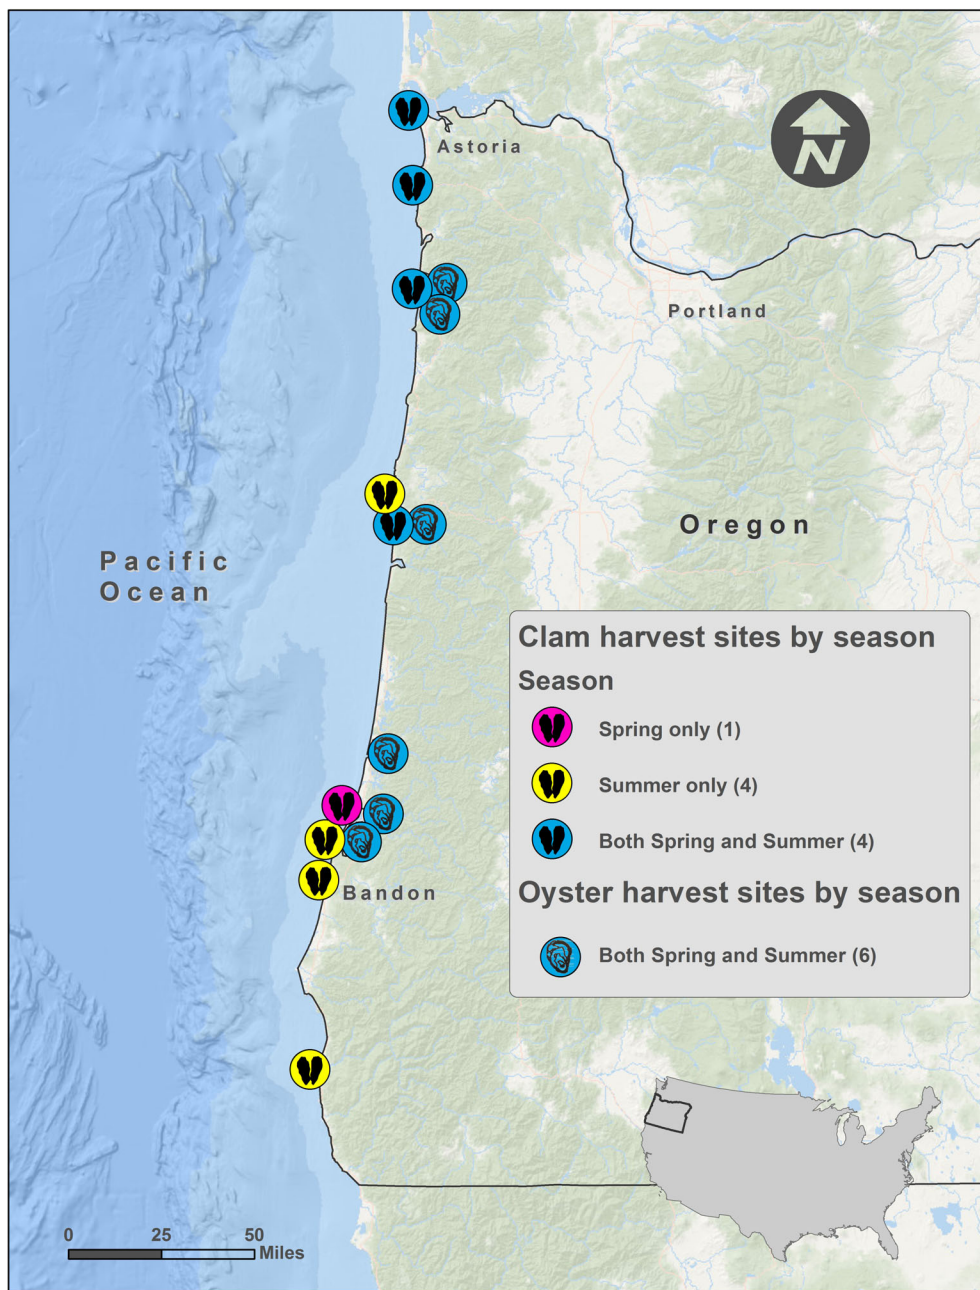 Astoria
N
Portland
Oregon
Pacific
Ocean
Clam harvest sites by season
Season
Spring only (1)
Summer only (4)
Both Spring and Summer (4)
Oyster harvest sites by season
Both Spring and Summer (6)
Bandon
0 25 50
Miles